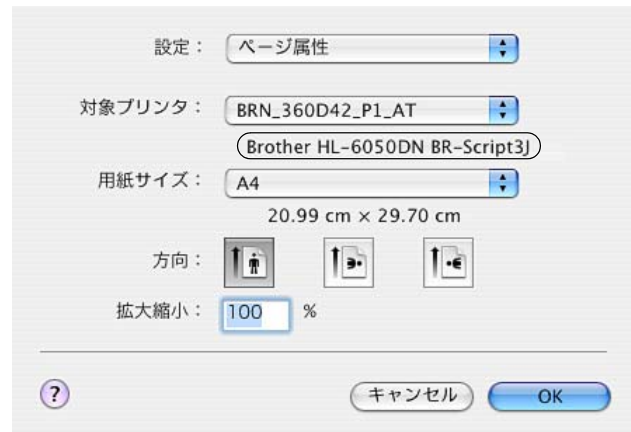 設定： ページ属性
対象プリンタ： BRN_360D42_P1_AT
Brother HL-6050DN BR-Script3J
用紙サイズ： A4
20.99 cm × 29.70 cm
方向：
拡大縮小： 100 %
? キャンセル OK